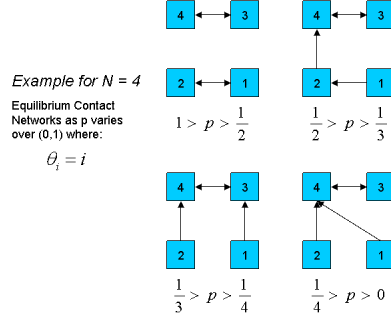 4 3 4 3
Example for N = 4
2 1 2 1
Equilibrium Contact
Networks as p varies
over (0,1) where:
1 > p > 1/2
1/2 > p > 1/3
θ_i = i
4 3 4 3
2 1 2 1
1/3 > p > 1/4
1/4 > p > 0